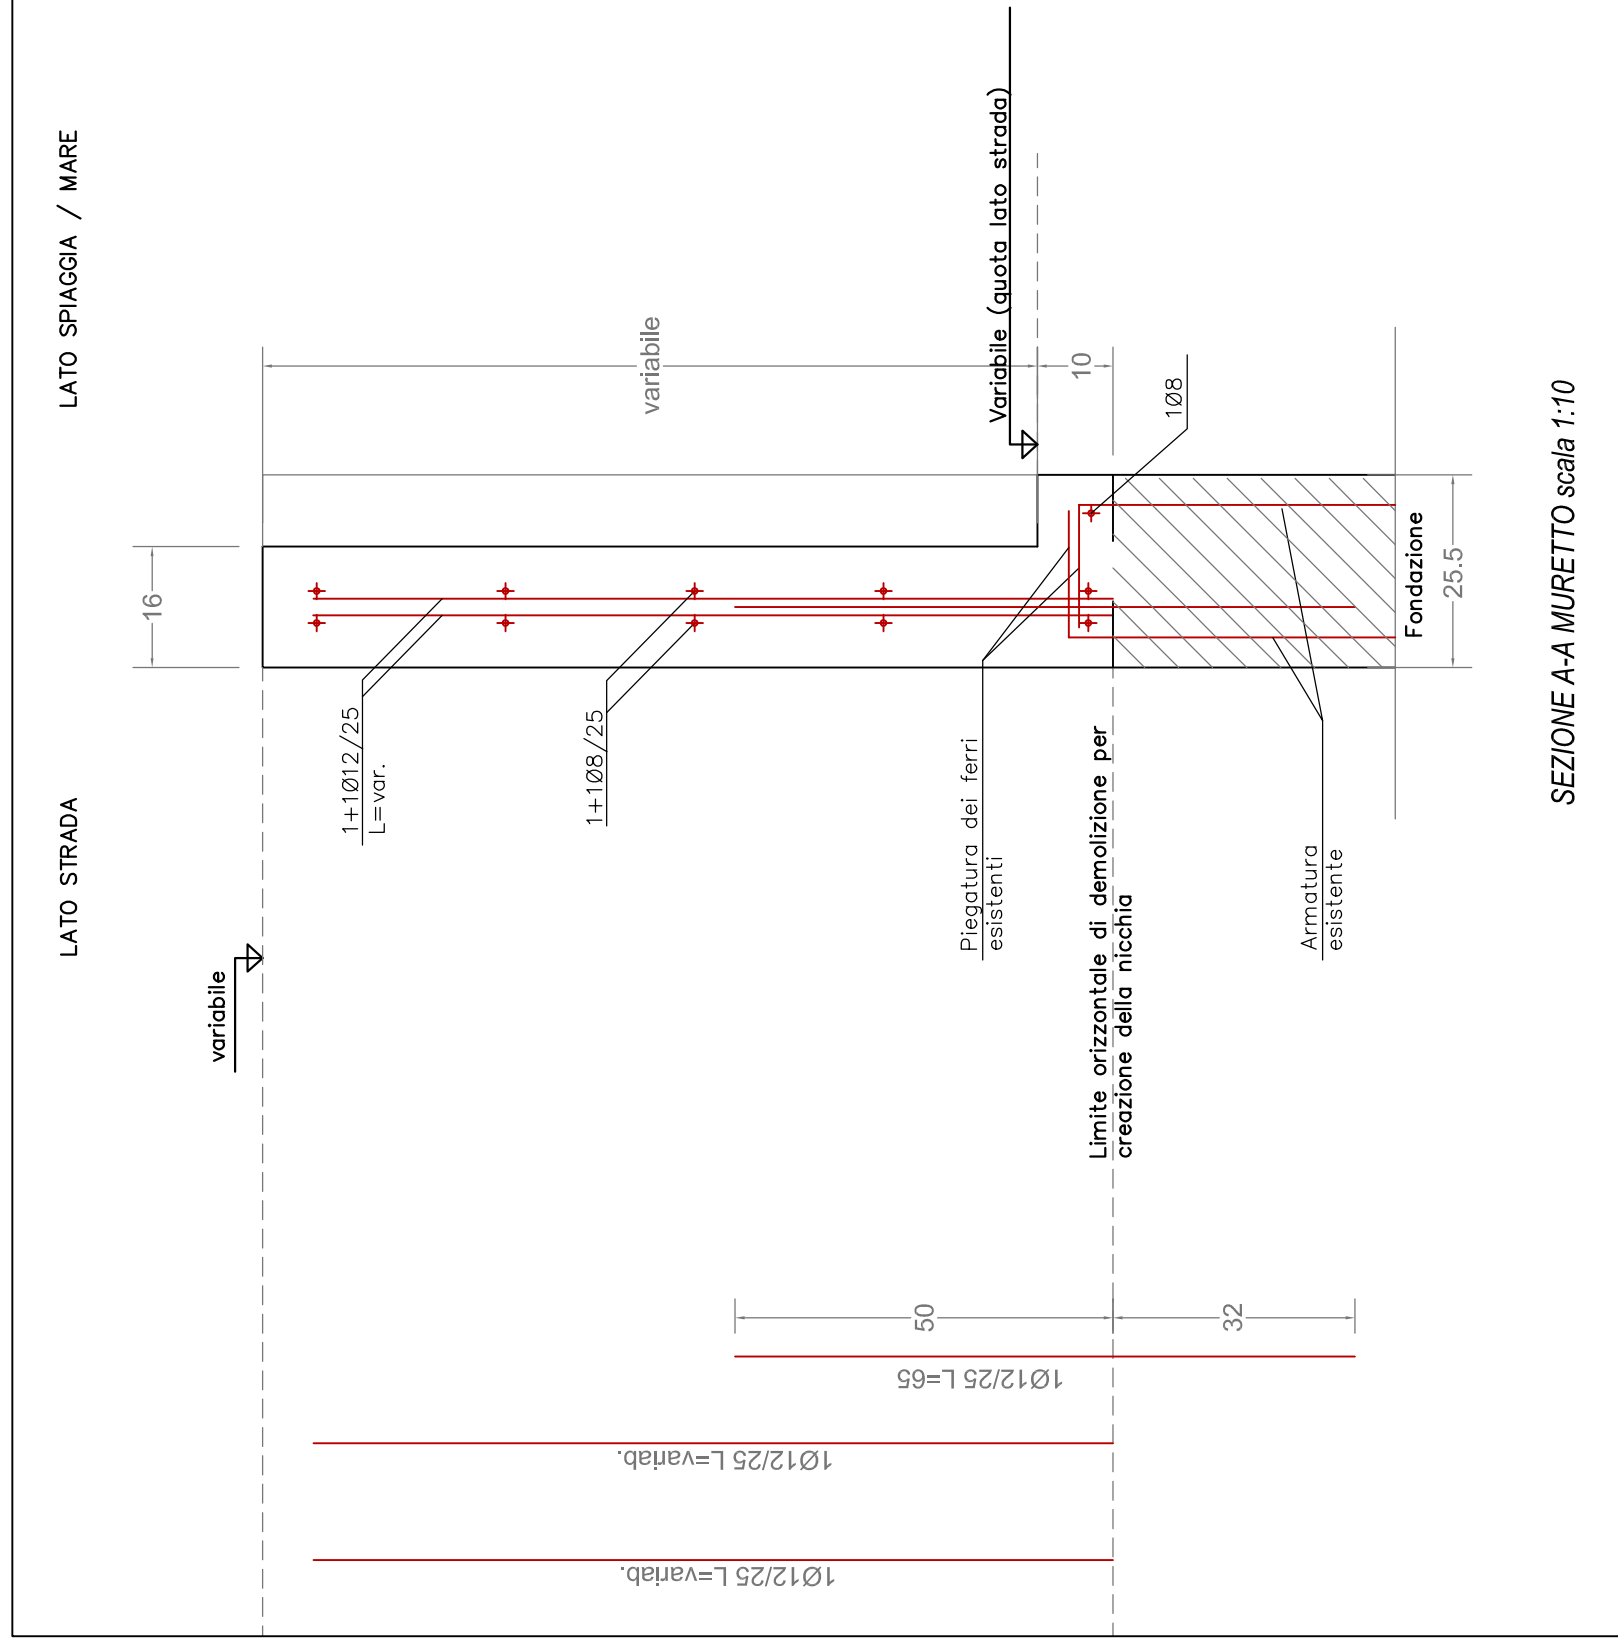 LATO STRADA
LATO SPIAGGIA / MARE
variabile
16
1+1Ø12/25
L=var.
1+1Ø8/25
variabile
Variabile (quota lato strada)
10
1Ø8
Piegatura dei ferri
esistenti
Limite orizzontale di demolizione per
creazione della nicchia
Armatura
esistente
Fondazione
25.5
50
32
1Ø12/25 L=65
1Ø12/25 L=variab.
1Ø12/25 L=variab.
SEZIONE A-A MURETTO scala 1:10